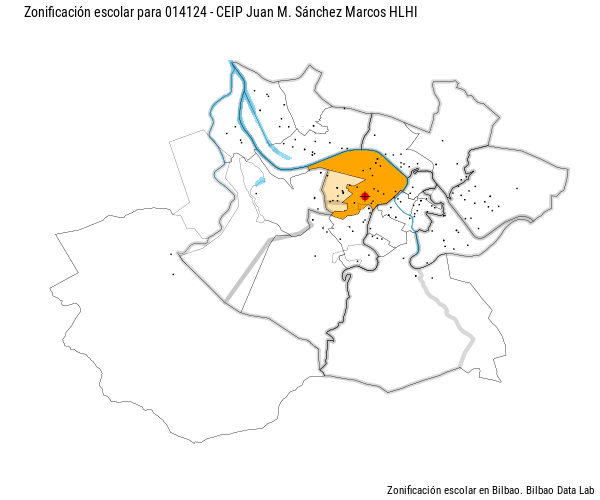 Zonificación escolar para 014124 - CEIP Juan M. Sánchez Marcos HLHI
Zonificación escolar en Bilbao. Bilbao Data Lab